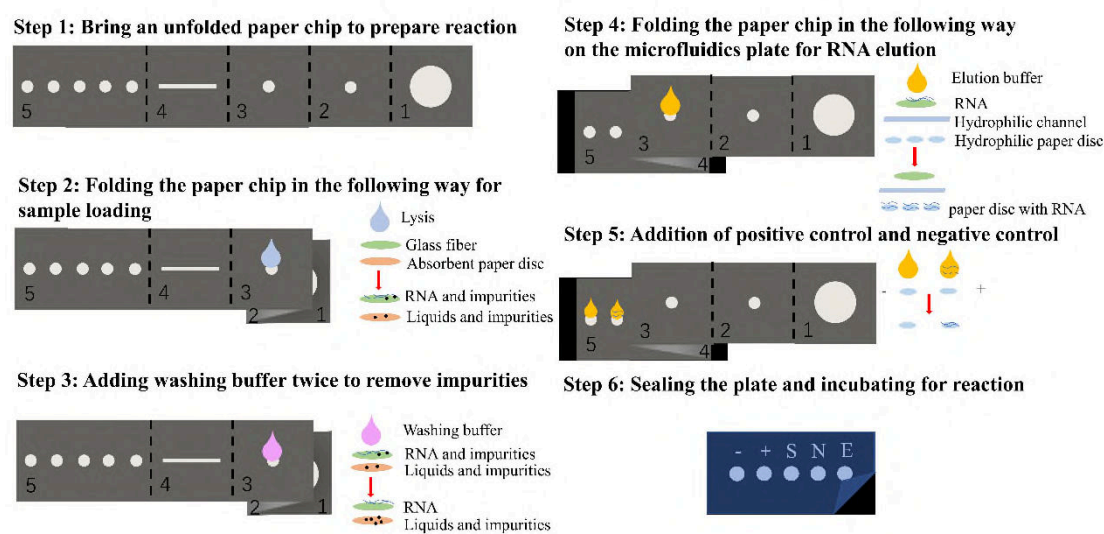 Step 1: Bring an unfolded paper chip to prepare reaction
5 4 3 2 1
Step 2: Folding the paper chip in the following way for
sample loading
Lysis
Glass fiber
Absorbent paper disc
RNA and impurities
Liquids and impurities
5 4 3
2 1
Step 3: Adding washing buffer twice to remove impurities
Washing buffer
RNA and impurities
Liquids and impurities
RNA
Liquids and impurities
5 4 3
2 1
Step 4: Folding the paper chip in the following way
on the microfluidics plate for RNA elution
Elution buffer
RNA
Hydrophilic channel
Hydrophilic paper disc
paper disc with RNA
5 3 2 1
4
Step 5: Addition of positive control and negative control
- +
5 3 2 1
4
Step 6: Sealing the plate and incubating for reaction
- + S N E